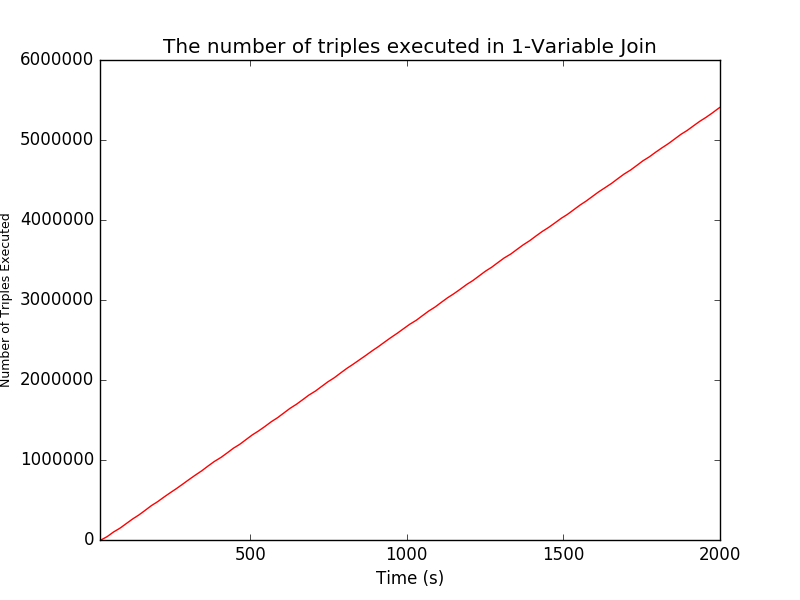 The number of triples executed in 1-Variable Join
6000000
5000000
4000000
3000000
2000000
1000000
0
Number of Triples Executed
500 1000 1500 2000
Time (s)